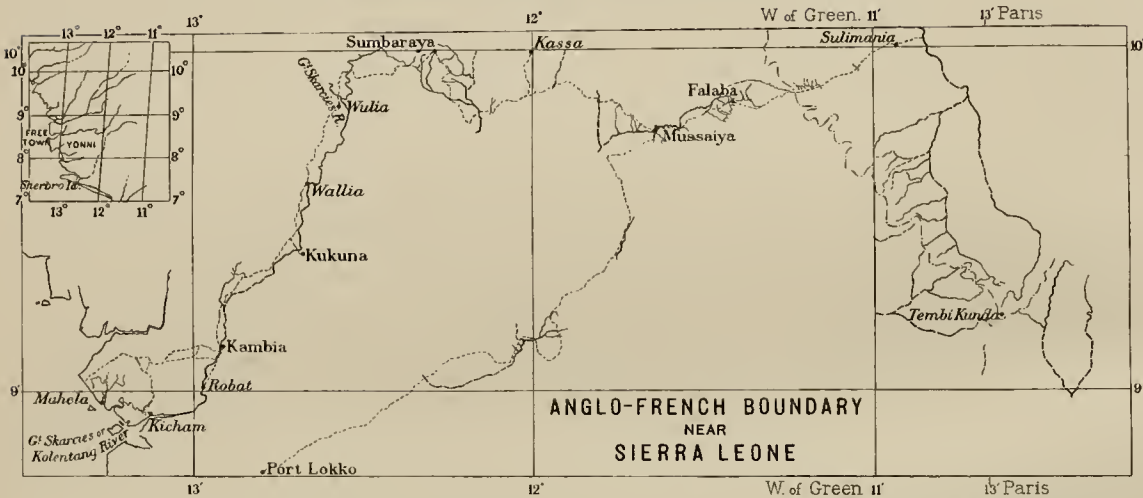 13° 12° W of Green. 11° 13° Paris
13° 12° 11°
10° 10° 9° 9° 8° 8° 7° 7°
FREE TOWN
YONNI
Sherbro Id.
13° 12° 11°
Sumbaraya
Kassa
Sulimania
10°
Gt. Skarcies R.
Wulia
Falaba
Musaiya
Wallia
Kukuna
Kambia
Tembi Kunda
9° 9°
Robat
Mahela
Kicham
Gt. Skarcies or
Kolentang River
ANGLO-FRENCH BOUNDARY
NEAR
SIERRA LEONE
Port Lokko
13° 12° W. of Green 11° 13° Paris